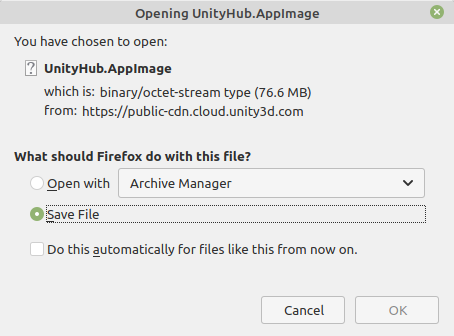 Opening UnityHub.AppImage
You have chosen to open:
UnityHub.AppImage
which is: binary/octet-stream type (76.6 MB)
from: https://public-cdn.cloud.unity3d.com
What should Firefox do with this file?
Open with Archive Manager
Save File
Do this automatically for files like this from now on.
Cancel OK